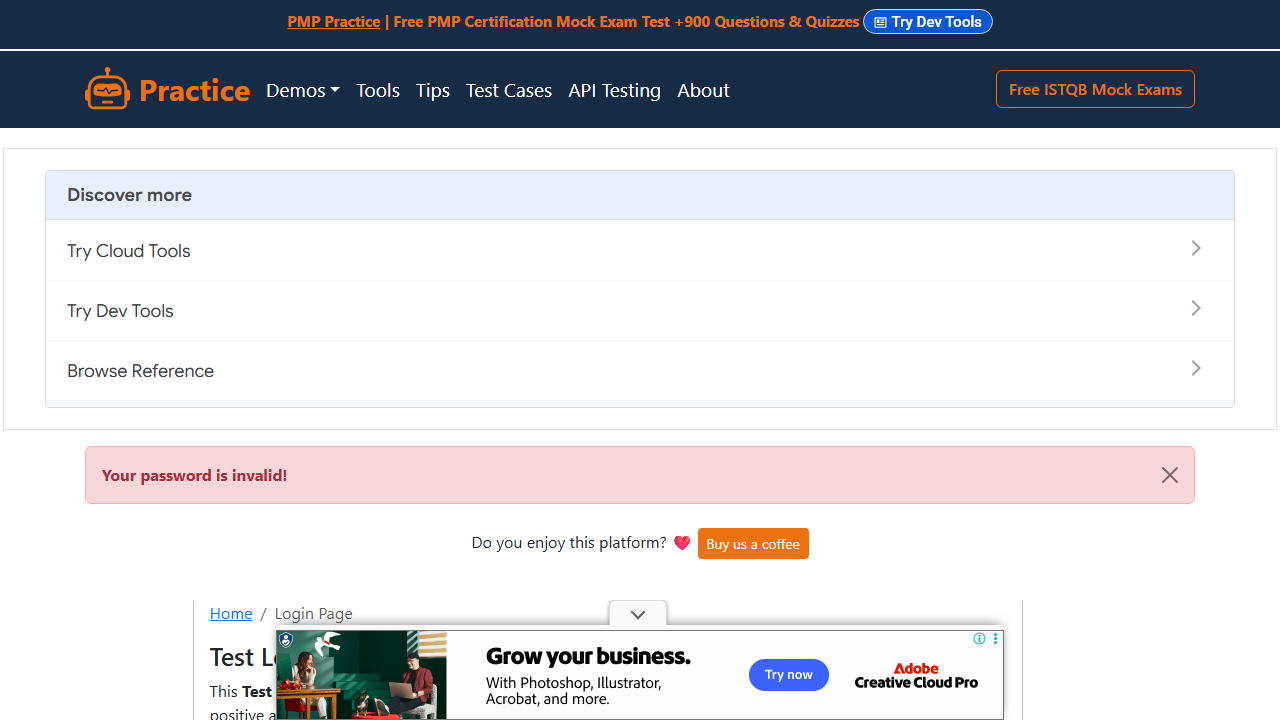 PMP Practice | Free PMP Certification Mock Exam Test +900 Questions & Quizzes Try Dev Tools
Practice Demos Tools Tips Test Cases API Testing About Free ISTQB Mock Exams
Discover more
Try Cloud Tools
Try Dev Tools
Browse Reference
Your password is invalid!
Do you enjoy this platform? Buy us a coffee
Home / Login Page
Test
This Test
positive
Grow your business.
With Photoshop, Illustrator,
Acrobat, and more.
Try now
Adobe
Creative Cloud Pro